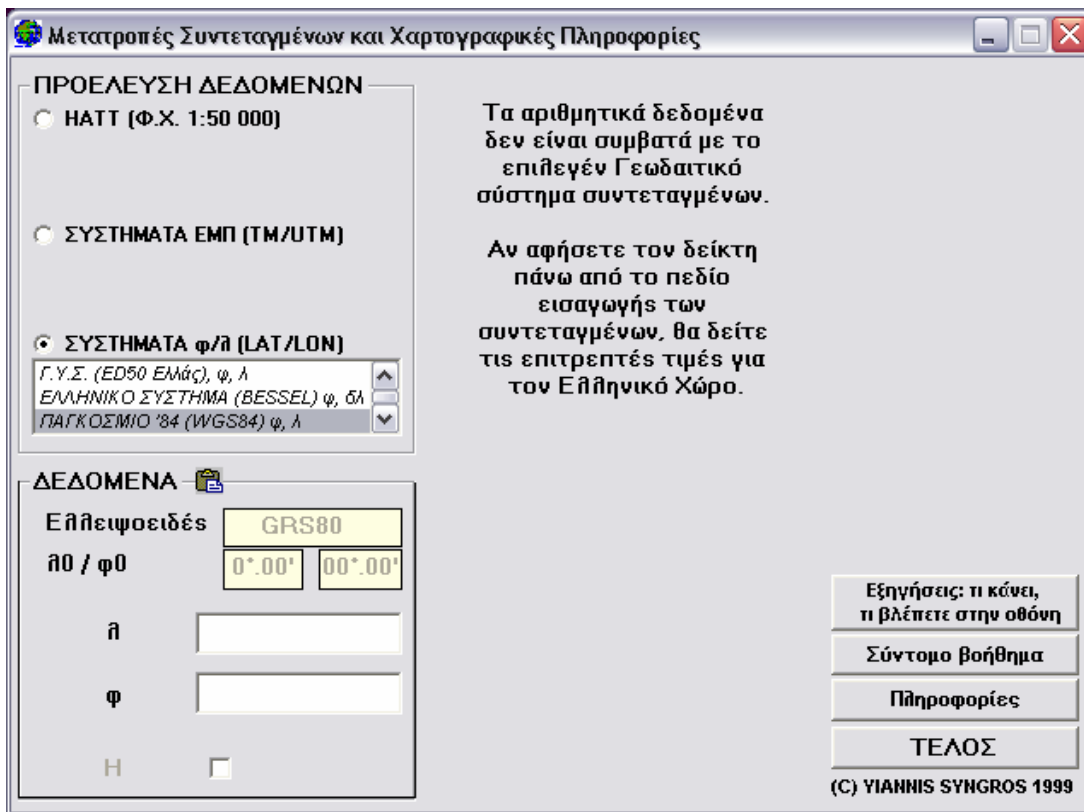 Μετατροπές Συντεταγμένων και Χαρτογραφικές Πληροφορίες
ΠΡΟΕΛΕΥΣΗ ΔΕΔΟΜΕΝΩΝ
HATT (Φ.Χ. 1:50 000)
ΣΥΣΤΗΜΑΤΑ ΕΜΠ (TM/UTM)
ΣΥΣΤΗΜΑΤΑ φ/λ (LAT/LON)
Γ.Υ.Σ. (ED50 Ελλάς), φ, λ
ΕΛΛΗΝΙΚΟ ΣΥΣΤΗΜΑ (BESSEL) φ, δλ
ΠΑΓΚΟΣΜΙΟ '84 (WGS84) φ, λ
Τα αριθμητικά δεδομένα
δεν είναι συμβατά με το
επιλεγέν Γεωδαιτικό
σύστημα συντεταγμένων.
Αν αφήσετε τον δείκτη
πάνω από το πεδίο
εισαγωγής των
συντεταγμένων, θα δείτε
τις επιτρεπτές τιμές για
τον Ελληνικό Χώρο.
ΔΕΔΟΜΕΝΑ
Ελλειψοειδές GRS80
λ0 / φ0 0°.00' 00°.00'
λ
φ
H
Εξηγήσεις: τι κάνει,
τι βλέπετε στην οθόνη
Σύντομο βοήθημα
Πληροφορίες
ΤΕΛΟΣ
(C) YIANNIS SYNGROS 1999